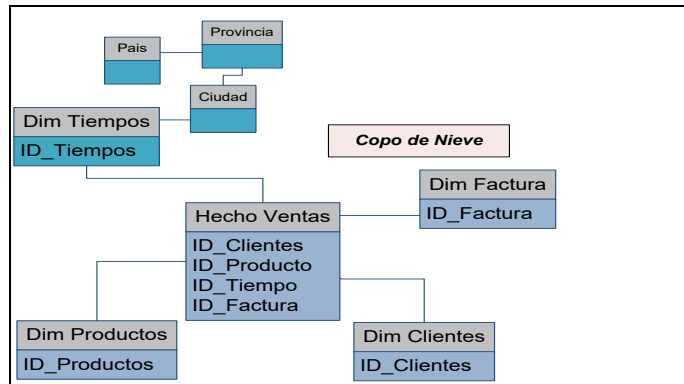 Provincia
Pais
Ciudad
Dim Tiempos
ID_Tiempos
Copo de Nieve
Dim Factura
ID_Factura
Hecho Ventas
ID_Clientes
ID_Producto
ID_Tiempo
ID_Factura
Dim Productos
ID_Productos
Dim Clientes
ID_Clientes